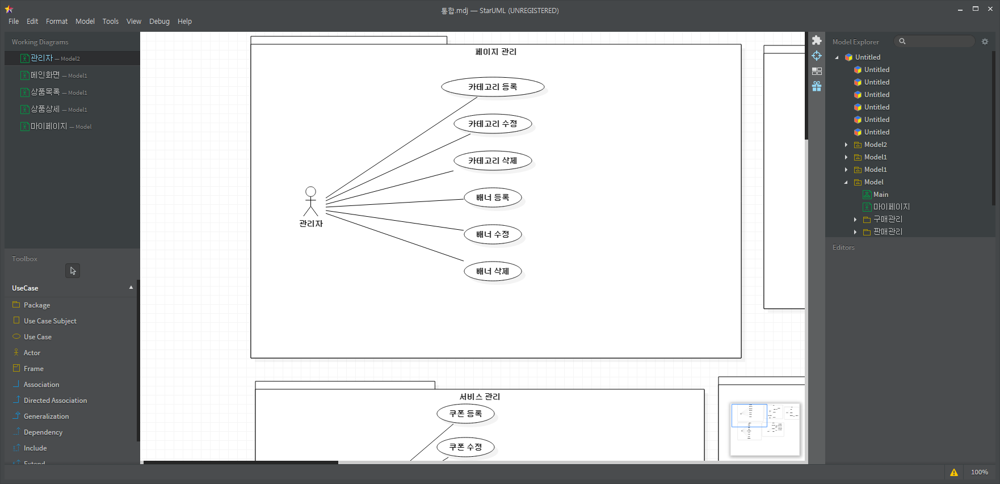 통합.mdj — StarUML (UNREGISTERED)
File Edit Format Model Tools View Debug Help
Working Diagrams
관리자 — Model2
메인화면 — Model1
상품목록 — Model1
상품상세 — Model1
마이페이지 — Model
Toolbox
UseCase
Package
Use Case Subject
Use Case
Actor
Frame
Association
Directed Association
Generalization
Dependency
Include
Extend
페이지 관리
카테고리 등록
카테고리 수정
카테고리 삭제
배너 등록
배너 수정
배너 삭제
관리자
서비스 관리
쿠폰 등록
쿠폰 수정
Model Explorer
Untitled
Untitled
Untitled
Untitled
Untitled
Untitled
Untitled
Model2
Model1
Model1
Model
Main
마이페이지
구매관리
판매관리
Editors
100%